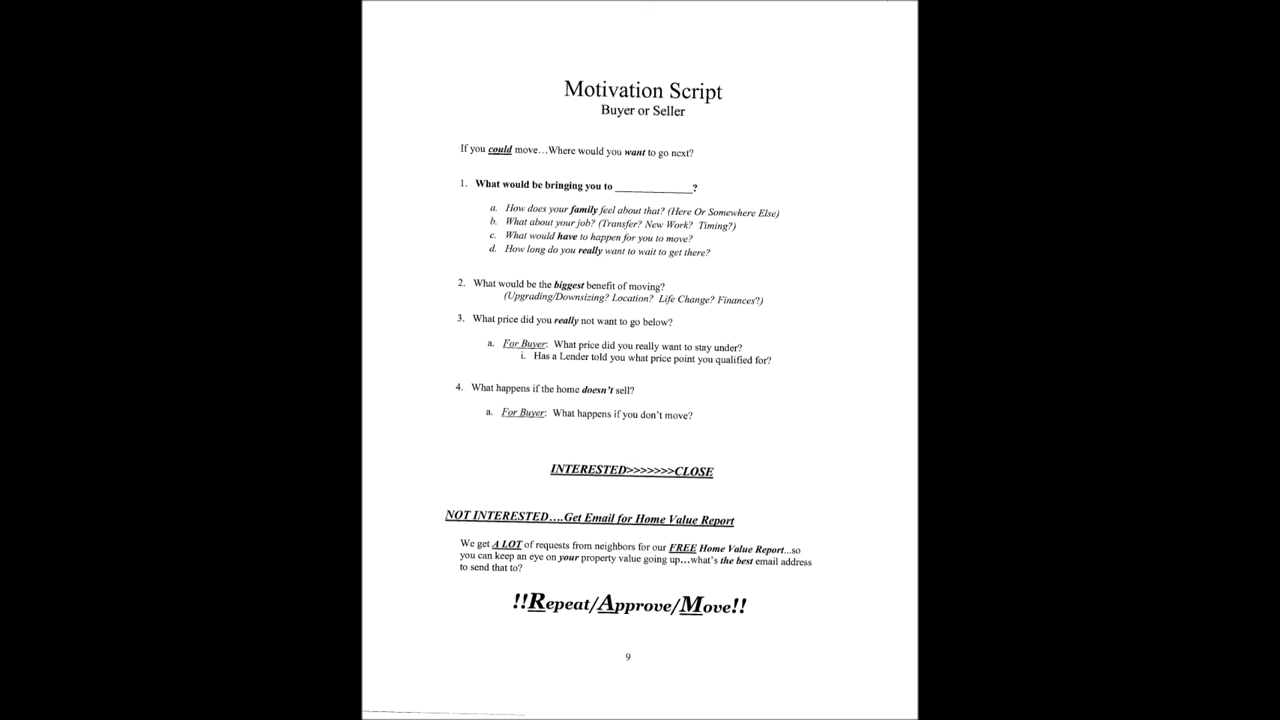 Motivation Script
Buyer or Seller
If you could move…Where would you want to go next?
1. What would be bringing you to _____________?
a. How does your family feel about that? (Here Or Somewhere Else)
b. What about your job? (Transfer? New Work? Timing?)
c. What would have to happen for you to move?
d. How long do you really want to wait to get there?
2. What would be the biggest benefit of moving?
(Upgrading/Downsizing? Location? Life Change? Finances?)
3. What price did you really not want to go below?
a. For Buyer: What price did you really want to stay under?
i. Has a Lender told you what price point you qualified for?
4. What happens if the home doesn't sell?
a. For Buyer: What happens if you don't move?
INTERESTED>>>>>>>CLOSE
NOT INTERESTED….Get Email for Home Value Report
We get A LOT of requests from neighbors for our FREE Home Value Report...so
you can keep an eye on your property value going up…what's the best email address
to send that to?
!!Repeat/Approve/Move!!
9